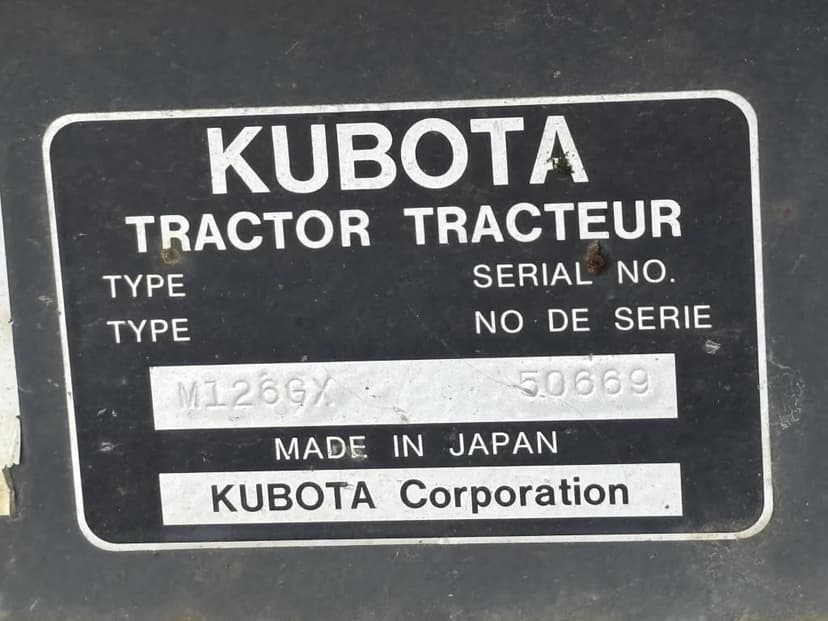 KUBOTA
TRACTOR TRACTEUR
TYPE SERIAL NO.
TYPE NO DE SERIE
M126GX 50669
MADE IN JAPAN
KUBOTA Corporation